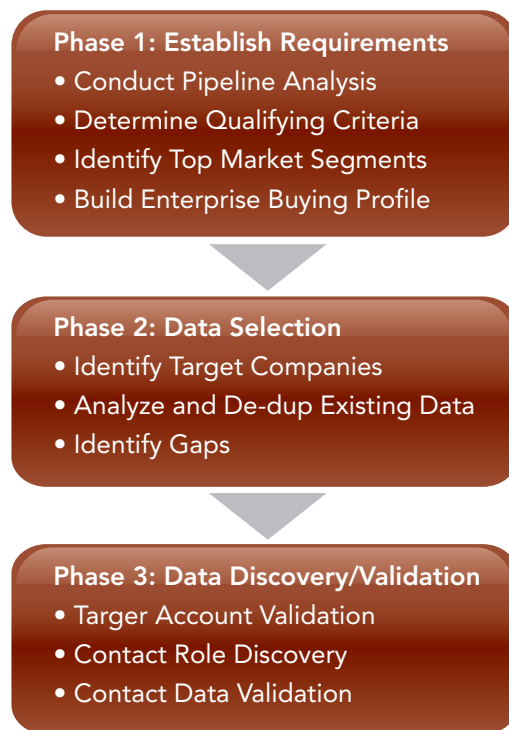 Phase 1: Establish Requirements
• Conduct Pipeline Analysis
• Determine Qualifying Criteria
• Identify Top Market Segments
• Build Enterprise Buying Profile
Phase 2: Data Selection
• Identify Target Companies
• Analyze and De-dup Existing Data
• Identify Gaps
Phase 3: Data Discovery/Validation
• Targer Account Validation
• Contact Role Discovery
• Contact Data Validation